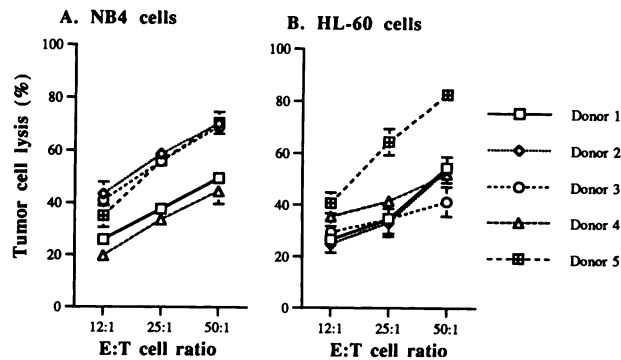 A. NB4 cells
B. HL-60 cells
Tumor cell lysis (%)
100
80
60
40
20
0
12:1 25:1 50:1
E:T cell ratio
100
80
60
40
20
0
12:1 25:1 50:1
E:T cell ratio
Donor 1
Donor 2
Donor 3
Donor 4
Donor 5